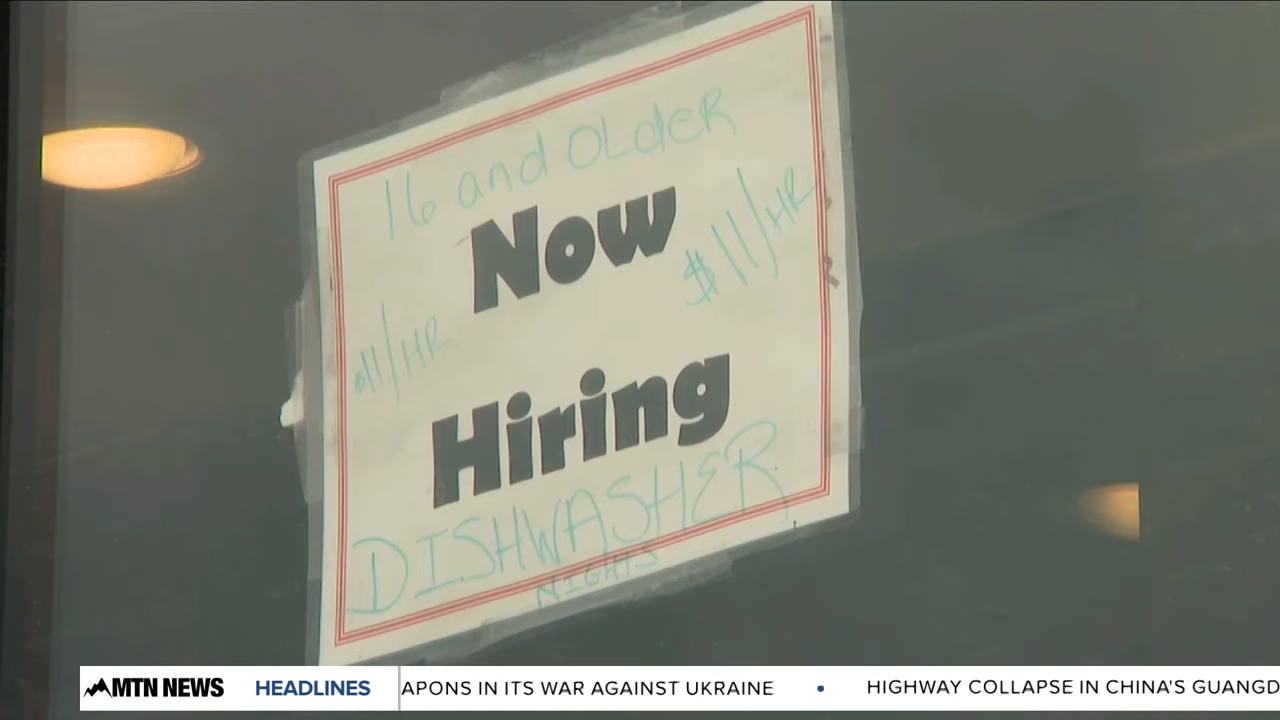 16 and OLdeR
Now
$11/HR
$11/HR
Hiring
DISHWASHER
NIGHTS
MTN NEWS HEADLINES APONS IN ITS WAR AGAINST UKRAINE • HIGHWAY COLLAPSE IN CHINA'S GUANGD